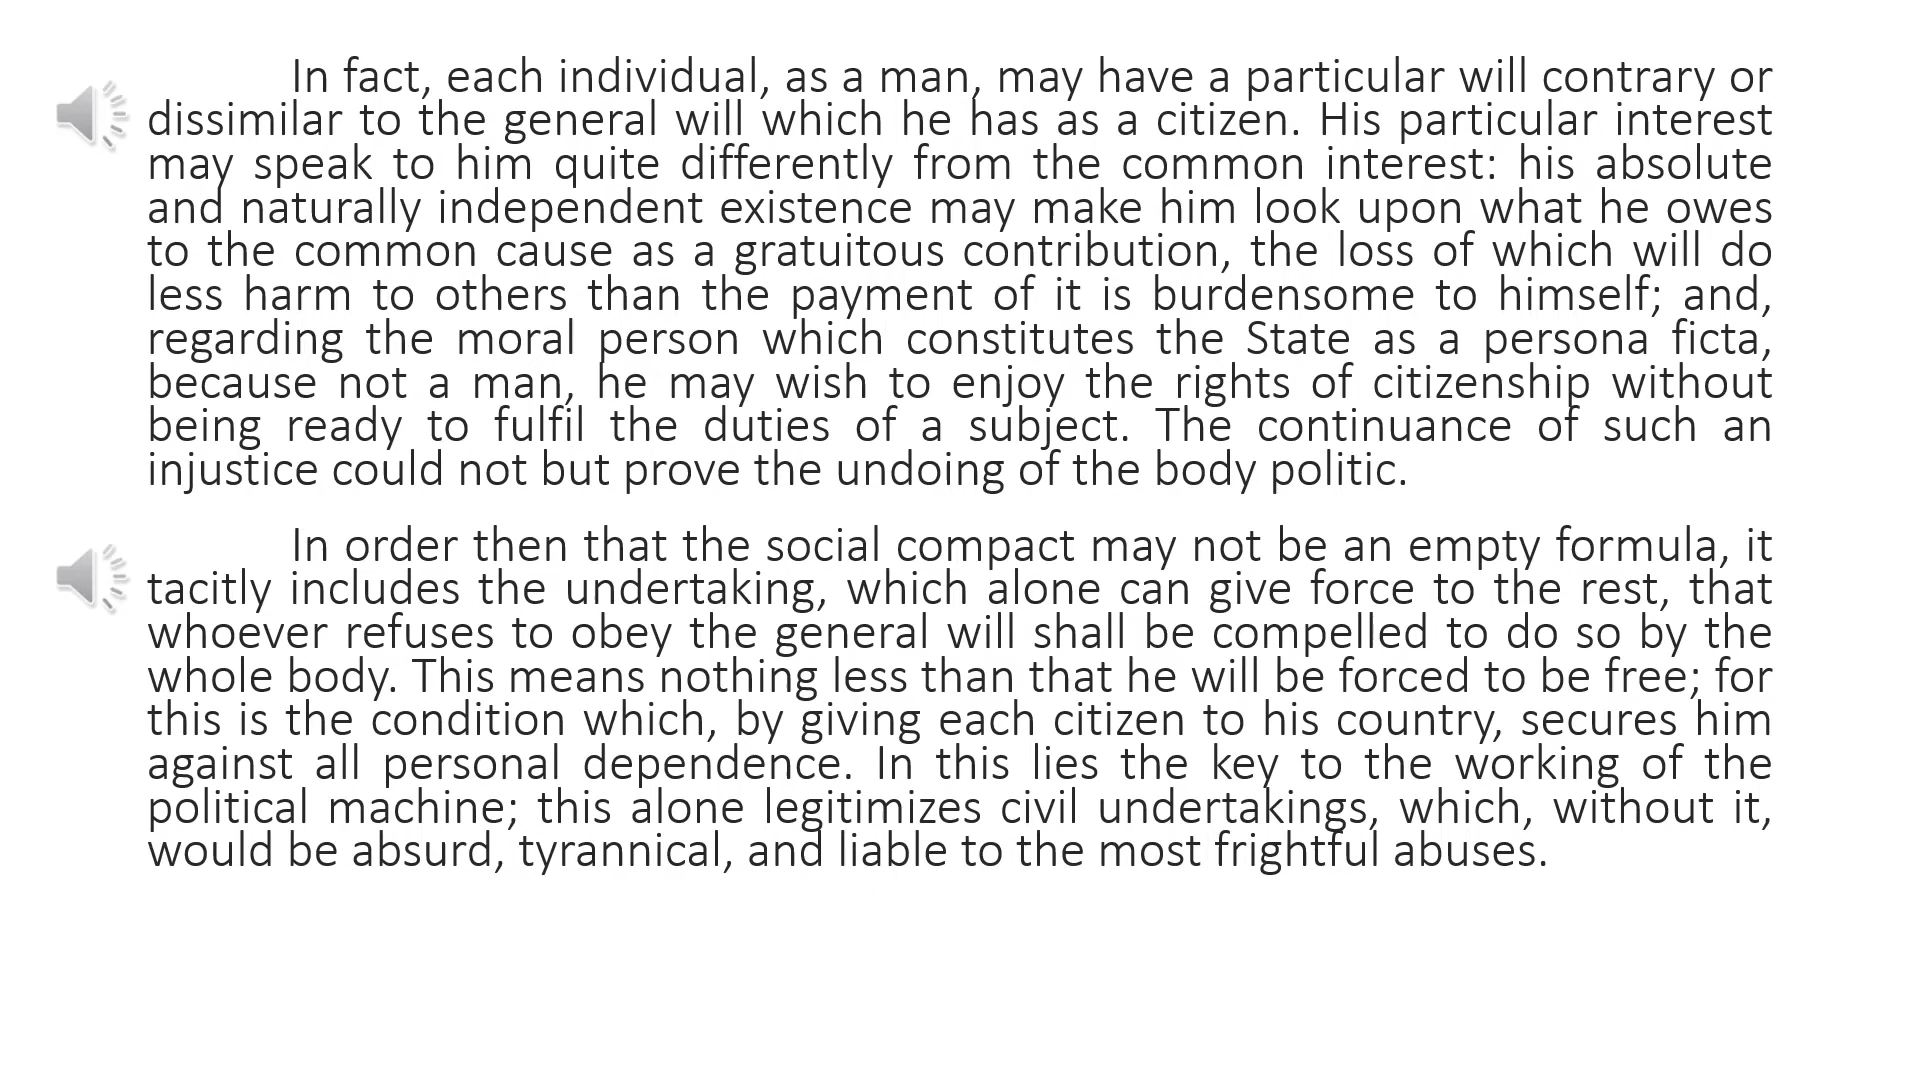 In fact, each individual, as a man, may have a particular will contrary or
dissimilar to the general will which he has as a citizen. His particular interest
may speak to him quite differently from the common interest: his absolute
and naturally independent existence may make him look upon what he owes
to the common cause as a gratuitous contribution, the loss of which will do
less harm to others than the payment of it is burdensome to himself; and,
regarding the moral person which constitutes the State as a persona ficta,
because not a man, he may wish to enjoy the rights of citizenship without
being ready to fulfil the duties of a subject. The continuance of such an
injustice could not but prove the undoing of the body politic.
In order then that the social compact may not be an empty formula, it
tacitly includes the undertaking, which alone can give force to the rest, that
whoever refuses to obey the general will shall be compelled to do so by the
whole body. This means nothing less than that he will be forced to be free; for
this is the condition which, by giving each citizen to his country, secures him
against all personal dependence. In this lies the key to the working of the
political machine; this alone legitimizes civil undertakings, which, without it,
would be absurd, tyrannical, and liable to the most frightful abuses.